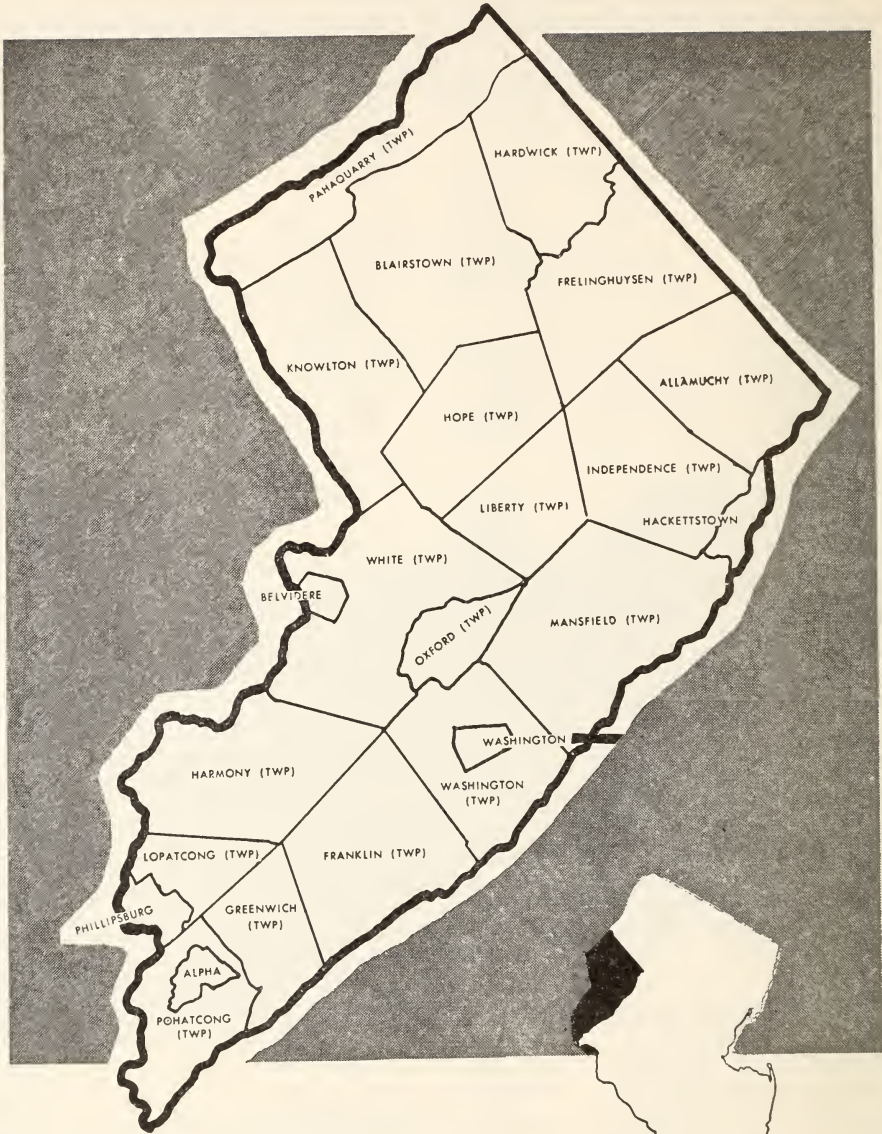 PAHAQUARRY (TWP)
HARDWICK (TWP)
BLAIRSTOWN (TWP)
FRELINGHUYSEN (TWP)
KNOWLTON (TWP)
ALLAMUCHY (TWP)
HOPE (TWP)
INDEPENDENCE (TWP)
LIBERTY (TWP)
HACKETTSTOWN
WHITE (TWP)
BELVIDERE
OXFORD (TWP)
MANSFIELD (TWP)
WASHINGTON
HARMONY (TWP)
WASHINGTON
(TWP)
LOPATCONG (TWP)
FRANKLIN (TWP)
PHILLIPSBURG
GREENWICH
(TWP)
ALPHA
POHATCONG
(TWP)